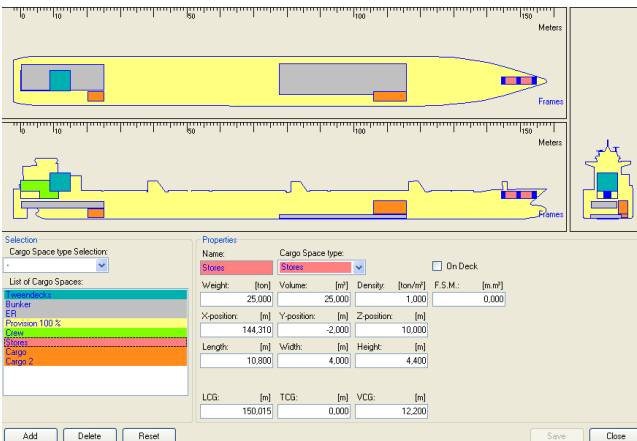 0 10 50 100 150
Meters
Frames
0 10 50 100 150
Meters
Frames
Selection
Cargo Space type Selection:
-
List of Cargo Spaces:
Tweendecks
Bunker
ER
Provision 100 %
Crew
Stores
Cargo
Cargo 2
Properties
Name: Cargo Space type:
Stores Stores On Deck
Weight: [ton] Volume: [m³] Density: [ton/m³] F.S.M.: [m.m³]
25,000 25,000 1,000 0,000
X-position: [m] Y-position: [m] Z-position: [m]
144,310 -2,000 10,000
Length: [m] Width: [m] Height: [m]
10,800 4,000 4,400
LCG: [m] TCG: [m] VCG: [m]
150,015 0,000 12,200
Add Delete Reset Save Close